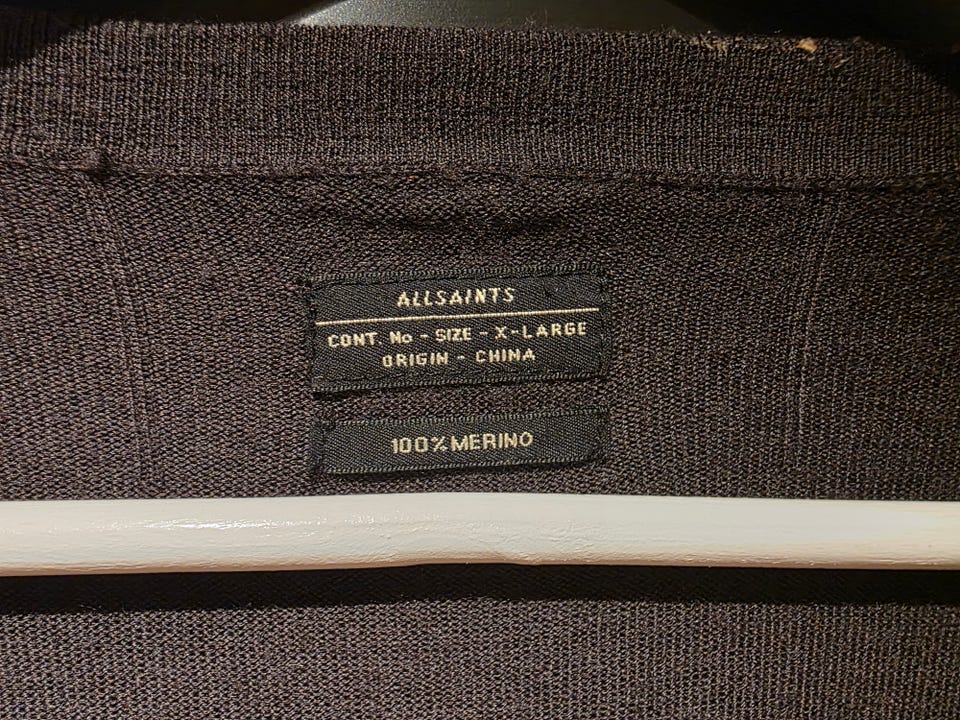 ALLSAINTS
CONT. No - SIZE - X-LARGE
ORIGIN - CHINA
100% MERINO